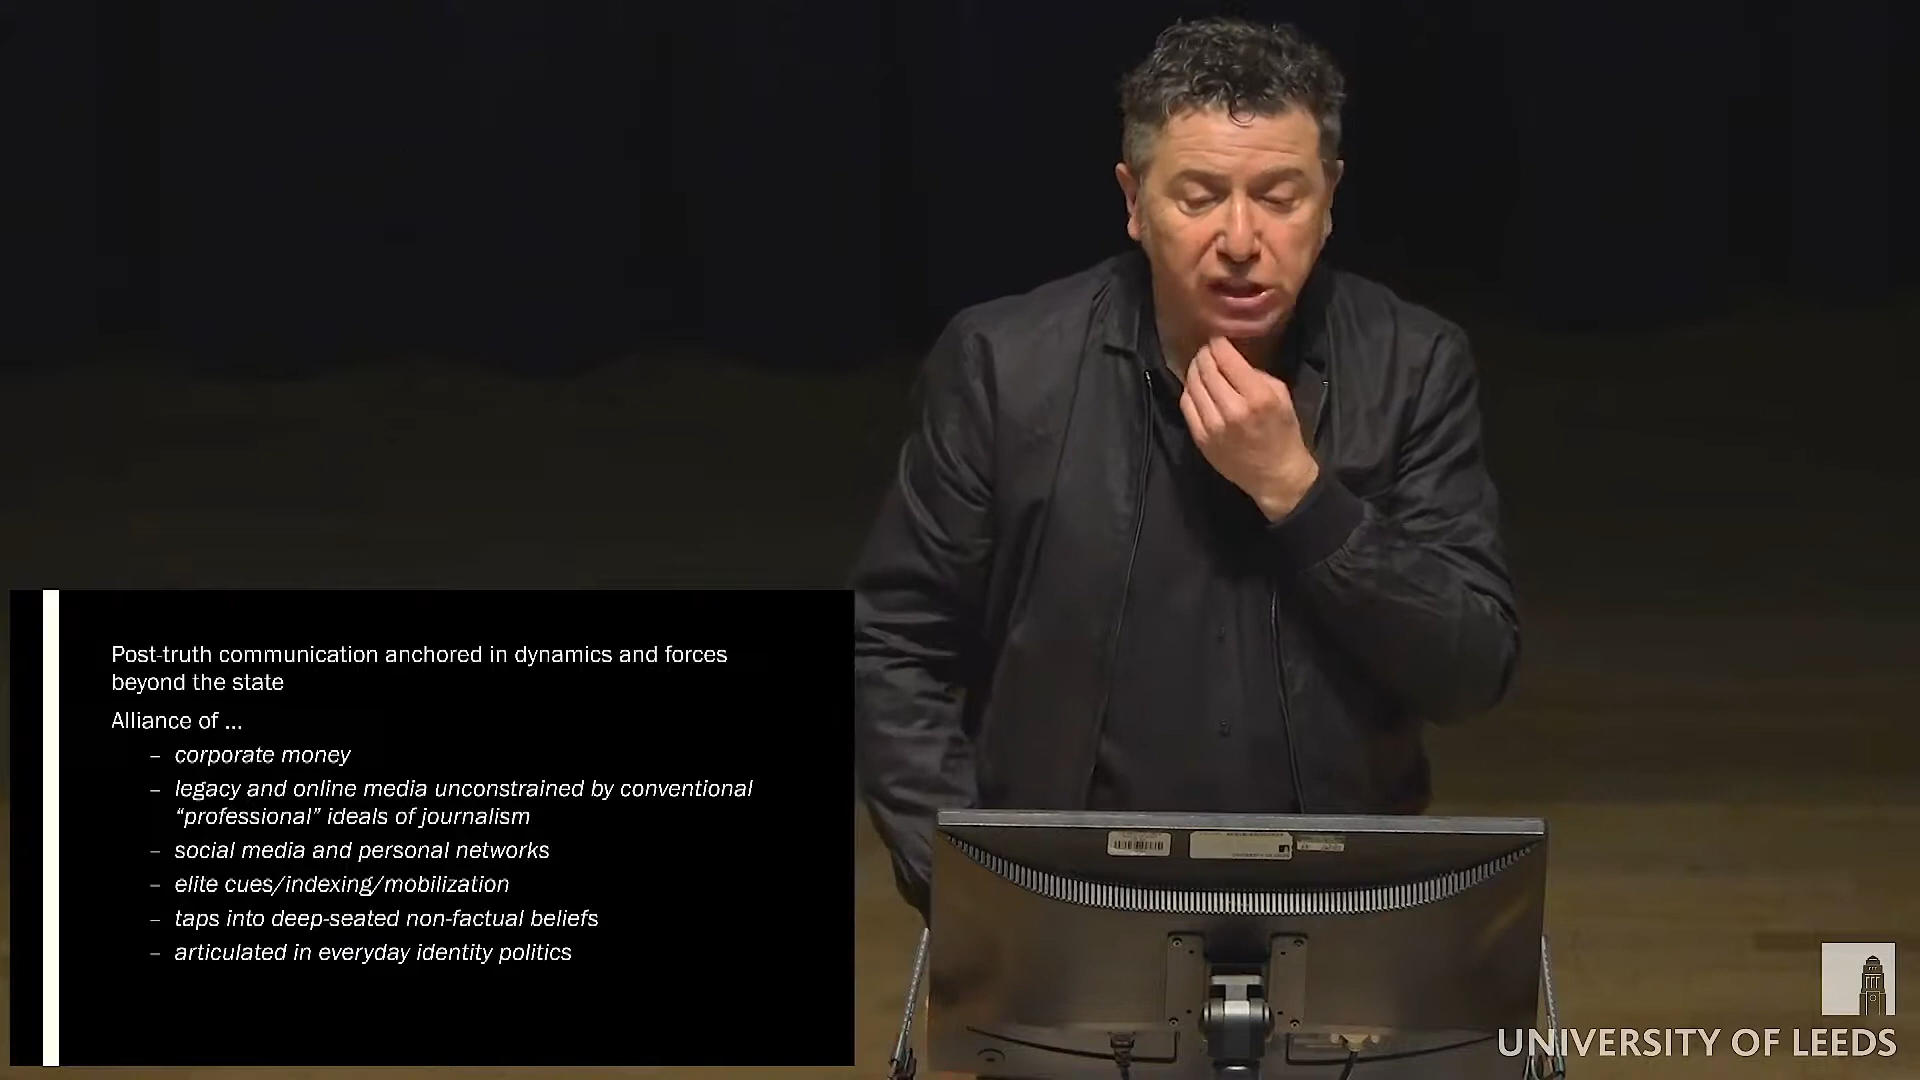 Post-truth communication anchored in dynamics and forces
beyond the state
Alliance of ...
– corporate money
– legacy and online media unconstrained by conventional
“professional” ideals of journalism
– social media and personal networks
– elite cues/indexing/mobilization
– taps into deep-seated non-factual beliefs
– articulated in everyday identity politics
UNIVERSITY OF LEEDS